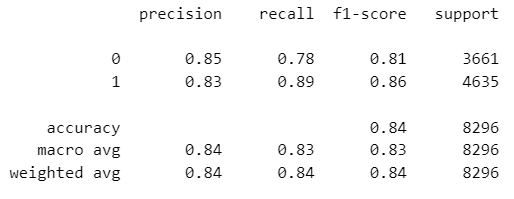 precision recall f1-score support
0 0.85 0.78 0.81 3661
1 0.83 0.89 0.86 4635
accuracy 0.84 8296
macro avg 0.84 0.83 0.83 8296
weighted avg 0.84 0.84 0.84 8296